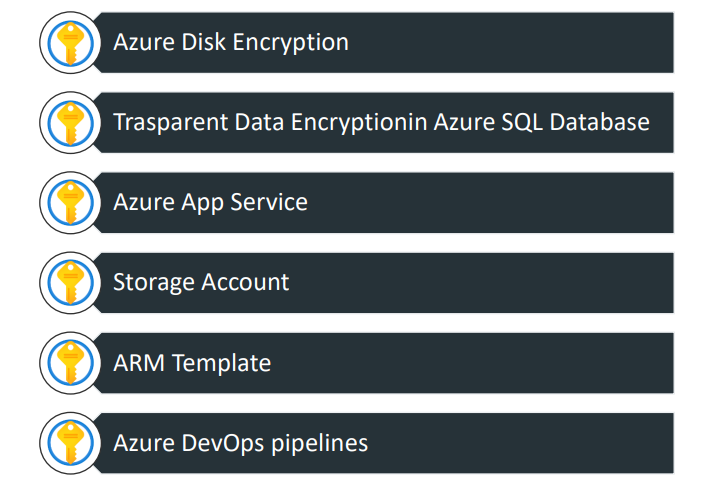 Azure Disk Encryption
Trasparent Data Encryptionin Azure SQL Database
Azure App Service
Storage Account
ARM Template
Azure DevOps pipelines